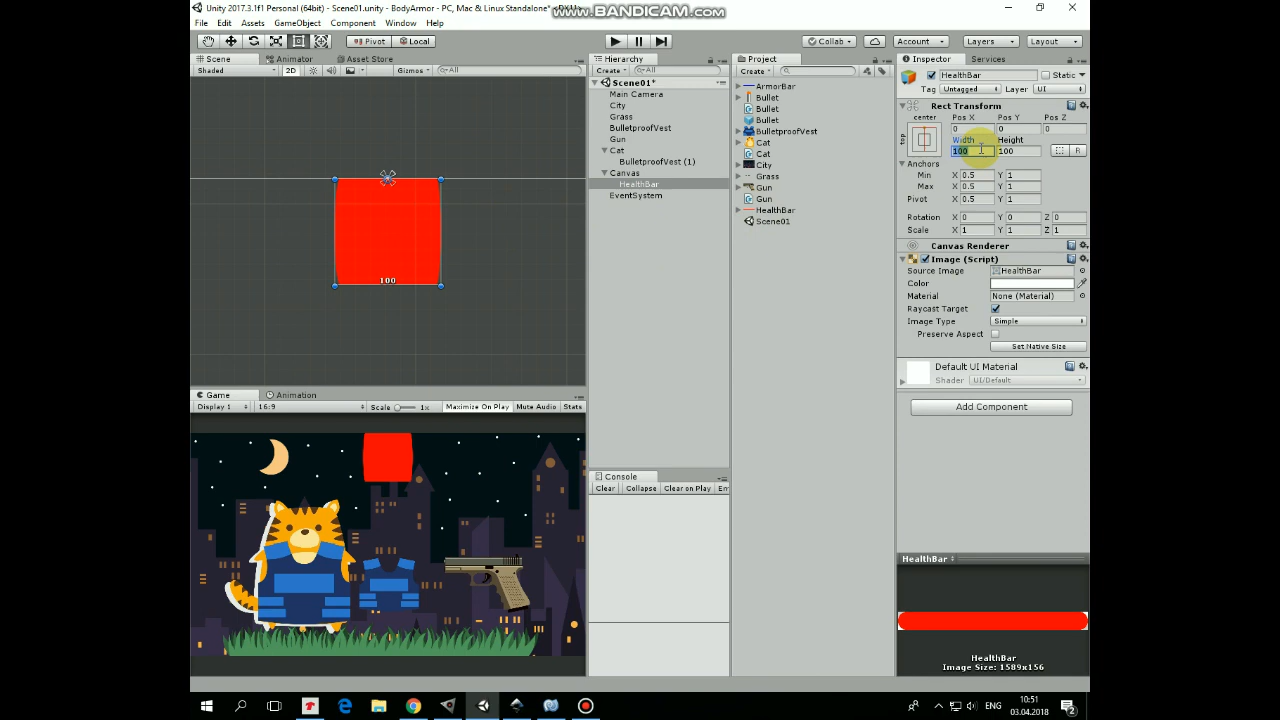 Unity 2017.3.1f1 Personal (64bit) - Scene01.unity - BodyArmor - PC, Mac & Linux Standalone*
www.BANDICAM.com
File Edit Assets GameObject Component Window Help
Pivot Local
Collab Account Layers Layout
Scene Animator Asset Store
Shaded 2D Gizmos All
100
Game Animation
Display 1 16:9 Scale 1x Maximize On Play Mute Audio Stats
Hierarchy
Create All
Scene01*
Main Camera
City
Grass
BulletproofVest
Gun
Cat
BulletproofVest (1)
Canvas
HealthBar
EventSystem
Console
Clear Collapse Clear on Play
Project
Create
ArmorBar
Bullet
Bullet
Bullet
BulletproofVest
Cat
Cat
City
Grass
Gun
Gun
HealthBar
Scene01
Inspector Services
HealthBar Static
Tag Untagged Layer UI
Rect Transform
center Pos X Pos Y Pos Z
top 0 0 0
Width Height
100 100 R
Anchors
Min X 0.5 Y 1
Max X 0.5 Y 1
Pivot X 0.5 Y 1
Rotation X 0 Y 0 Z 0
Scale X 1 Y 1 Z 1
Canvas Renderer
Image (Script)
Source Image HealthBar
Color
Material None (Material)
Raycast Target
Image Type Simple
Preserve Aspect
Set Native Size
Default UI Material
Shader UI/Default
Add Component
HealthBar
HealthBar
Image Size: 1589x156
ENG 10:51
03.04.2018
2